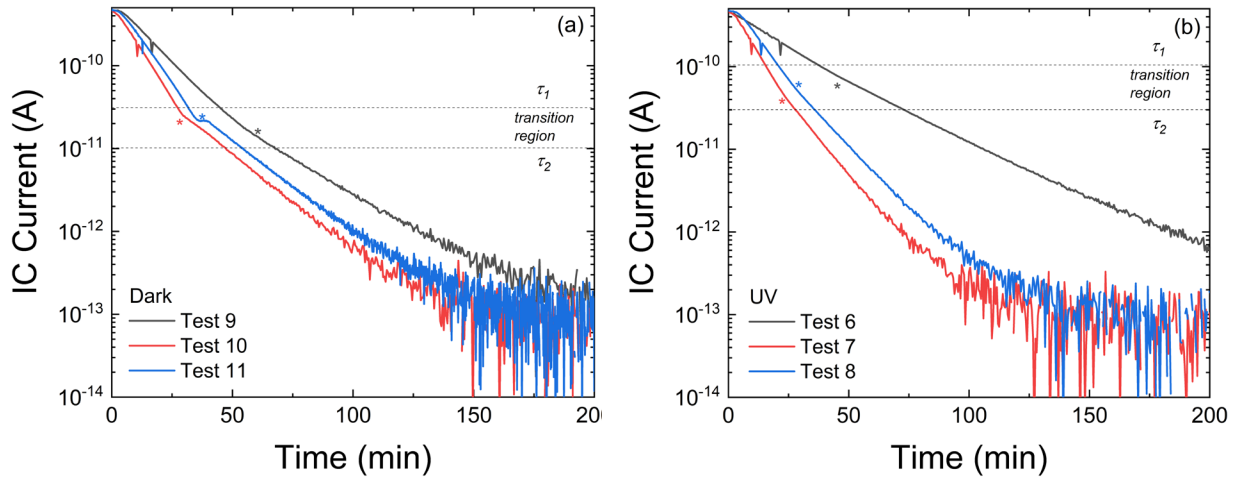 (a)
IC Current (A)
10⁻¹⁰
10⁻¹¹
10⁻¹²
10⁻¹³
10⁻¹⁴
τ₁
transition
region
τ₂
*
*
*
Dark
Test 9
Test 10
Test 11
0
50
100
150
200
Time (min)
(b)
IC Current (A)
10⁻¹⁰
10⁻¹¹
10⁻¹²
10⁻¹³
10⁻¹⁴
τ₁
transition
region
τ₂
*
*
*
UV
Test 6
Test 7
Test 8
0
50
100
150
200
Time (min)